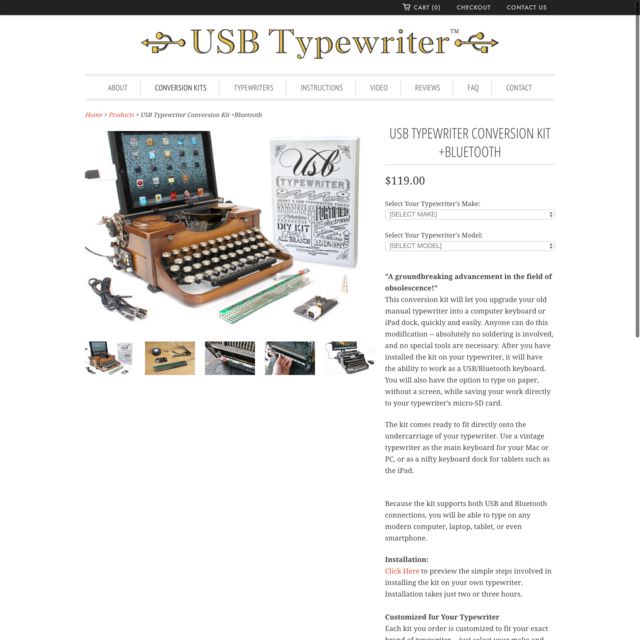 CART (0) CHECKOUT CONTACT US
USB Typewriter™
ABOUT CONVERSION KITS TYPEWRITERS INSTRUCTIONS VIDEO REVIEWS FAQ CONTACT
Home > Products > USB Typewriter Conversion Kit +Bluetooth
Usb
TYPEWRITER
DIY KIT
USB TYPEWRITER CONVERSION KIT
+BLUETOOTH
$119.00
Select Your Typewriter's Make:
[SELECT MAKE]
Select Your Typewriter's Model:
[SELECT MODEL]
"A groundbreaking advancement in the field of
obsolescence!"
This conversion kit will let you upgrade your old
manual typewriter into a computer keyboard or
iPad dock, quickly and easily. Anyone can do this
modification -- absolutely no soldering is involved,
and no special tools are necessary. After you have
installed the kit on your typewriter, it will have
the ability to work as a USB/Bluetooth keyboard.
You will also have the option to type on paper,
without a screen, while saving your work directly
to your typewriter's micro-SD card.
The kit comes ready to fit directly onto the
undercarriage of your typewriter. Use a vintage
typewriter as the main keyboard for your Mac or
PC, or as a nifty keyboard dock for tablets such as
the iPad.
Because the kit supports both USB and Bluetooth
connections, you will be able to type on any
modern computer, laptop, tablet, or even
smartphone.
Installation:
Click Here to preview the simple steps involved in
installing the kit on your own typewriter.
Installation takes just two or three hours.
Customized for Your Typewriter
Each kit you order is customized to fit your exact
brand of typewriter -- just select your make and